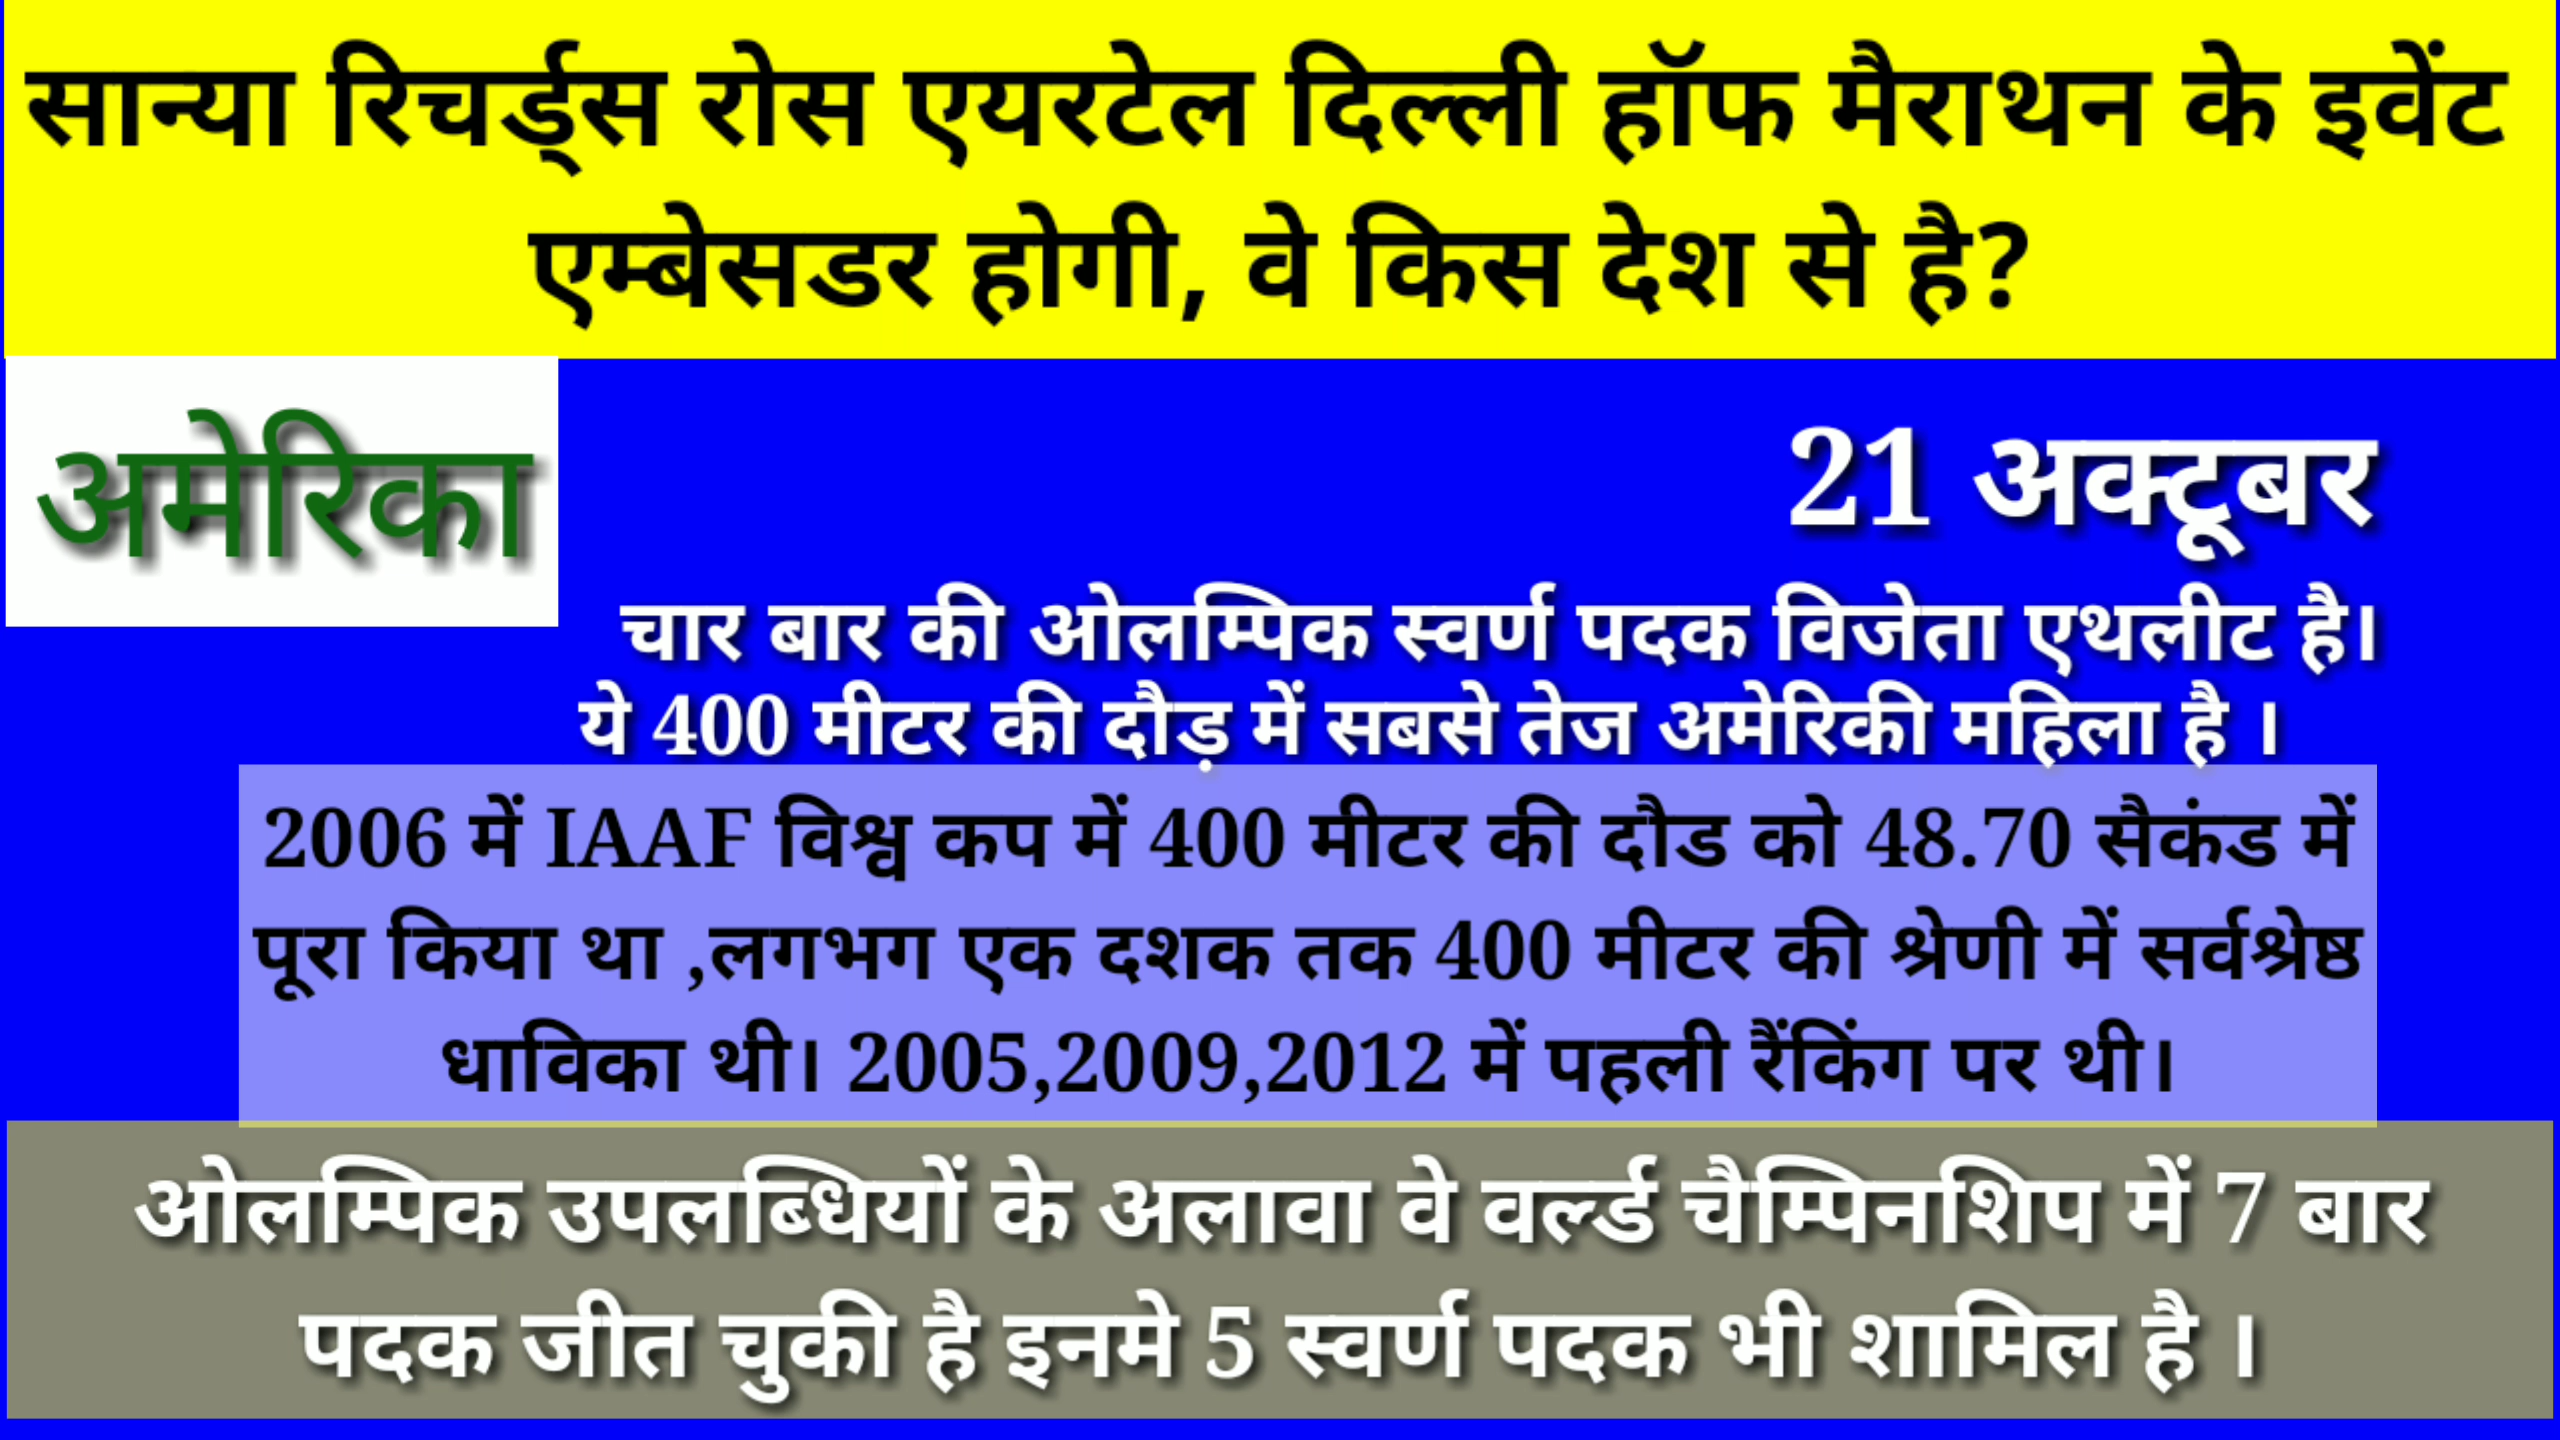 सान्या रिचर्ड्स रोस एयरटेल दिल्ली हॉफ मैराथन के इवेंट
एम्बेसडर होगी, वे किस देश से है?
अमेरिका
21 अक्टूबर
चार बार की ओलम्पिक स्वर्ण पदक विजेता एथलीट है।
ये 400 मीटर की दौड़ में सबसे तेज अमेरिकी महिला है ।
2006 में IAAF विश्व कप में 400 मीटर की दौड को 48.70 सैकंड में
पूरा किया था ,लगभग एक दशक तक 400 मीटर की श्रेणी में सर्वश्रेष्ठ
धाविका थी। 2005,2009,2012 में पहली रैंकिंग पर थी।
ओलम्पिक उपलब्धियों के अलावा वे वर्ल्ड चैम्पिनशिप में 7 बार
पदक जीत चुकी है इनमे 5 स्वर्ण पदक भी शामिल है ।